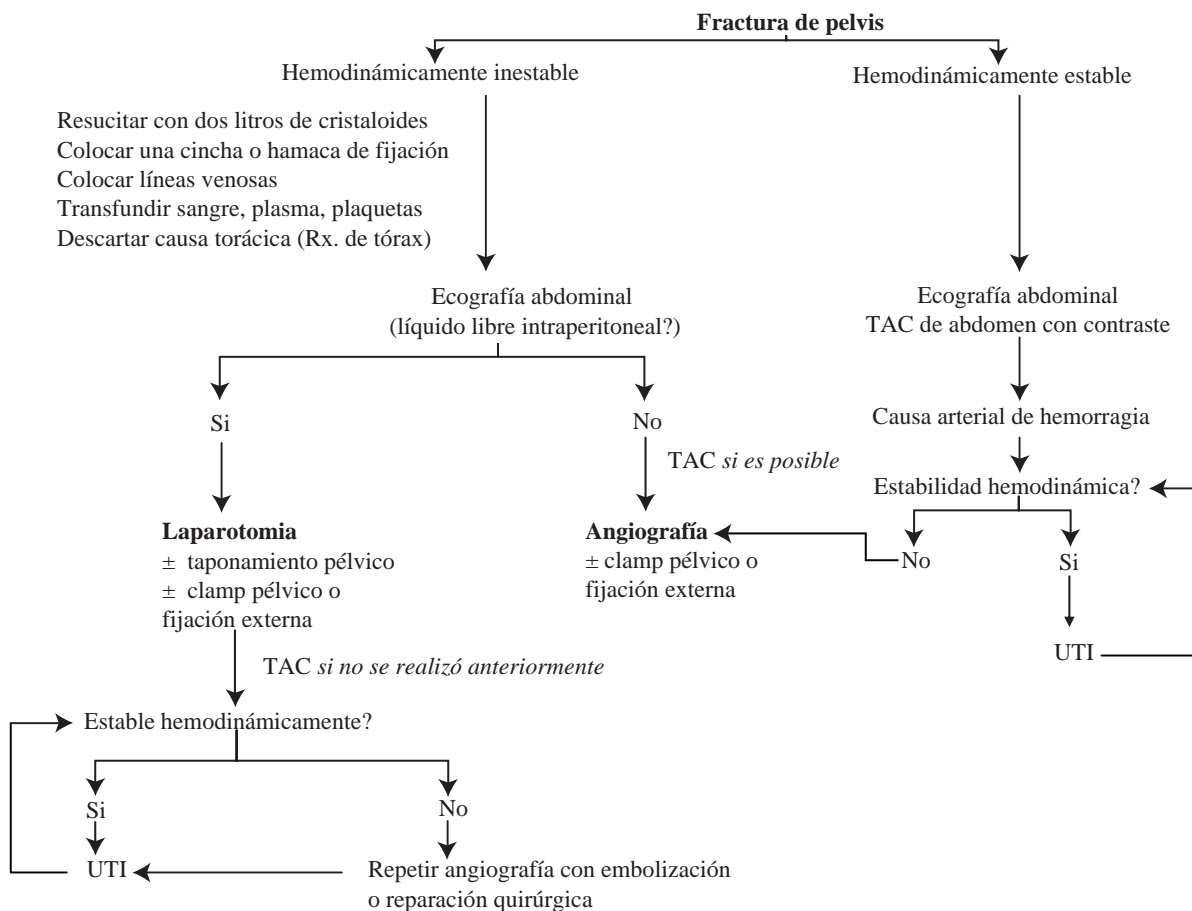 Fractura de pelvis
Hemodinámicamente inestable
Hemodinámicamente estable
Resucitar con dos litros de cristaloides
Colocar una cincha o hamaca de fijación
Colocar líneas venosas
Transfundir sangre, plasma, plaquetas
Descartar causa torácica (Rx. de tórax)
Ecografía abdominal
(líquido libre intraperitoneal?)
Ecografía abdominal
TAC de abdomen con contraste
Si
No
Causa arterial de hemorragia
TAC si es posible
Estabilidad hemodinámica?
Laparotomia
± taponamiento pélvico
± clamp pélvico o
fijación externa
Angiografía
± clamp pélvico o
fijación externa
No
Si
UTI
TAC si no se realizó anteriormente
Estable hemodinámicamente?
Si
No
UTI
Repetir angiografía con embolización
o reparación quirúrgica